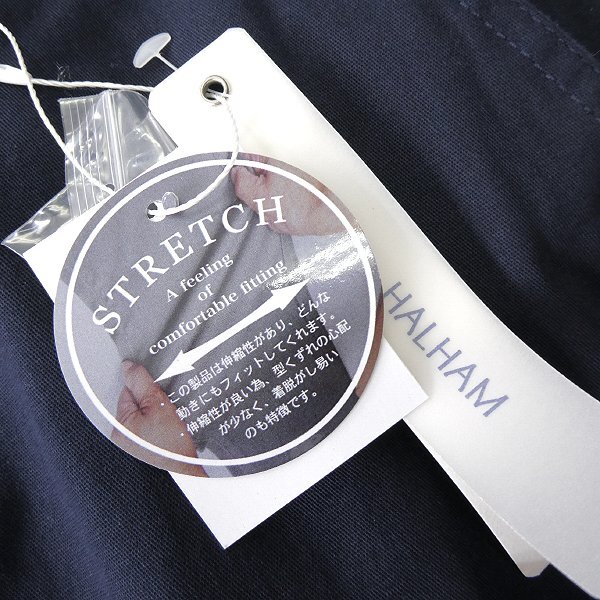 STRETCH
A feeling
of
comfortable fitting
・この製品は伸縮性があり、どんな
動きにもフィットしてくれます。
・伸縮性が良い為、型くずれの心配
が少なく、着脱がし易い
のも特徴です。
HALHAM